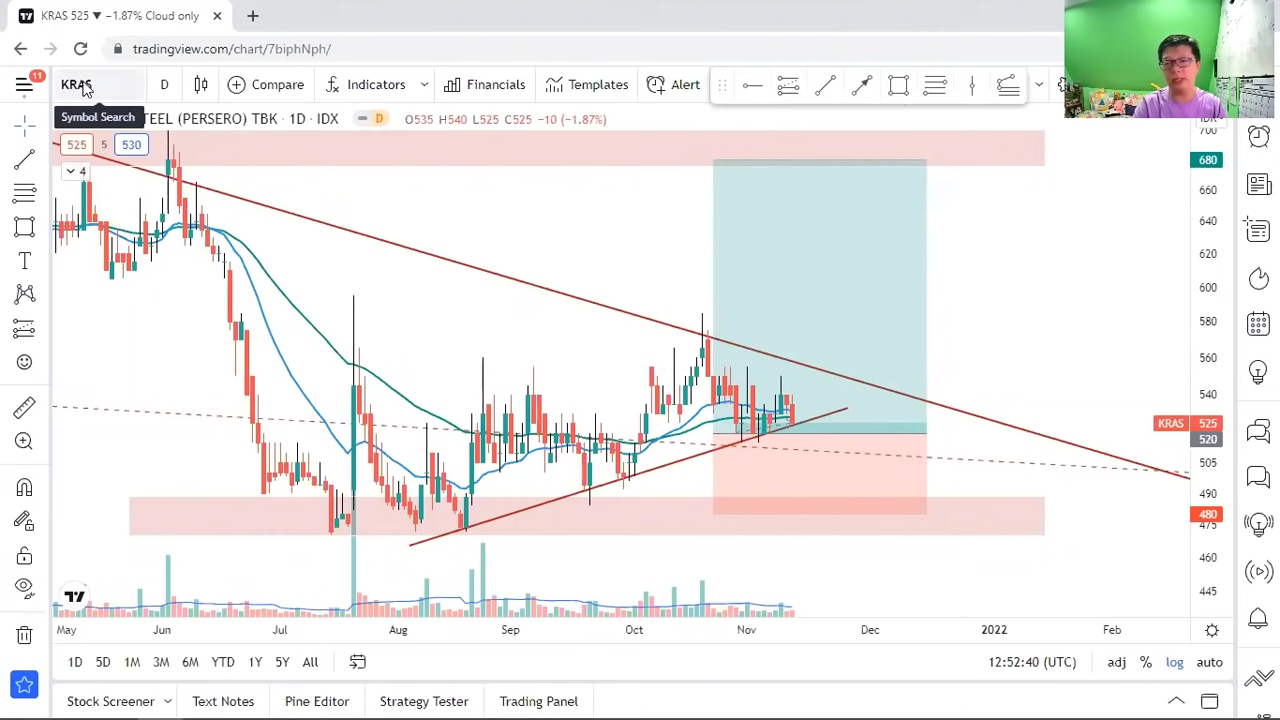 KRAS 525 ▼ −1.87% Cloud only
tradingview.com/chart/7biphNph/
11
KRAS
D
Compare
Indicators
Financials
Templates
Alert
Symbol Search
TEEL (PERSERO) TBK · 1D · IDX
D
O535 H540 L525 C525 −10 (−1.87%)
525 5 530
4
700
680
660
640
620
600
580
560
540
KRAS 525
520
505
490
480
475
460
445
May Jun Jul Aug Sep Oct Nov Dec 2022 Feb
1D 5D 1M 3M 6M YTD 1Y 5Y All
12:52:40 (UTC) adj % log auto
Stock Screener Text Notes Pine Editor Strategy Tester Trading Panel